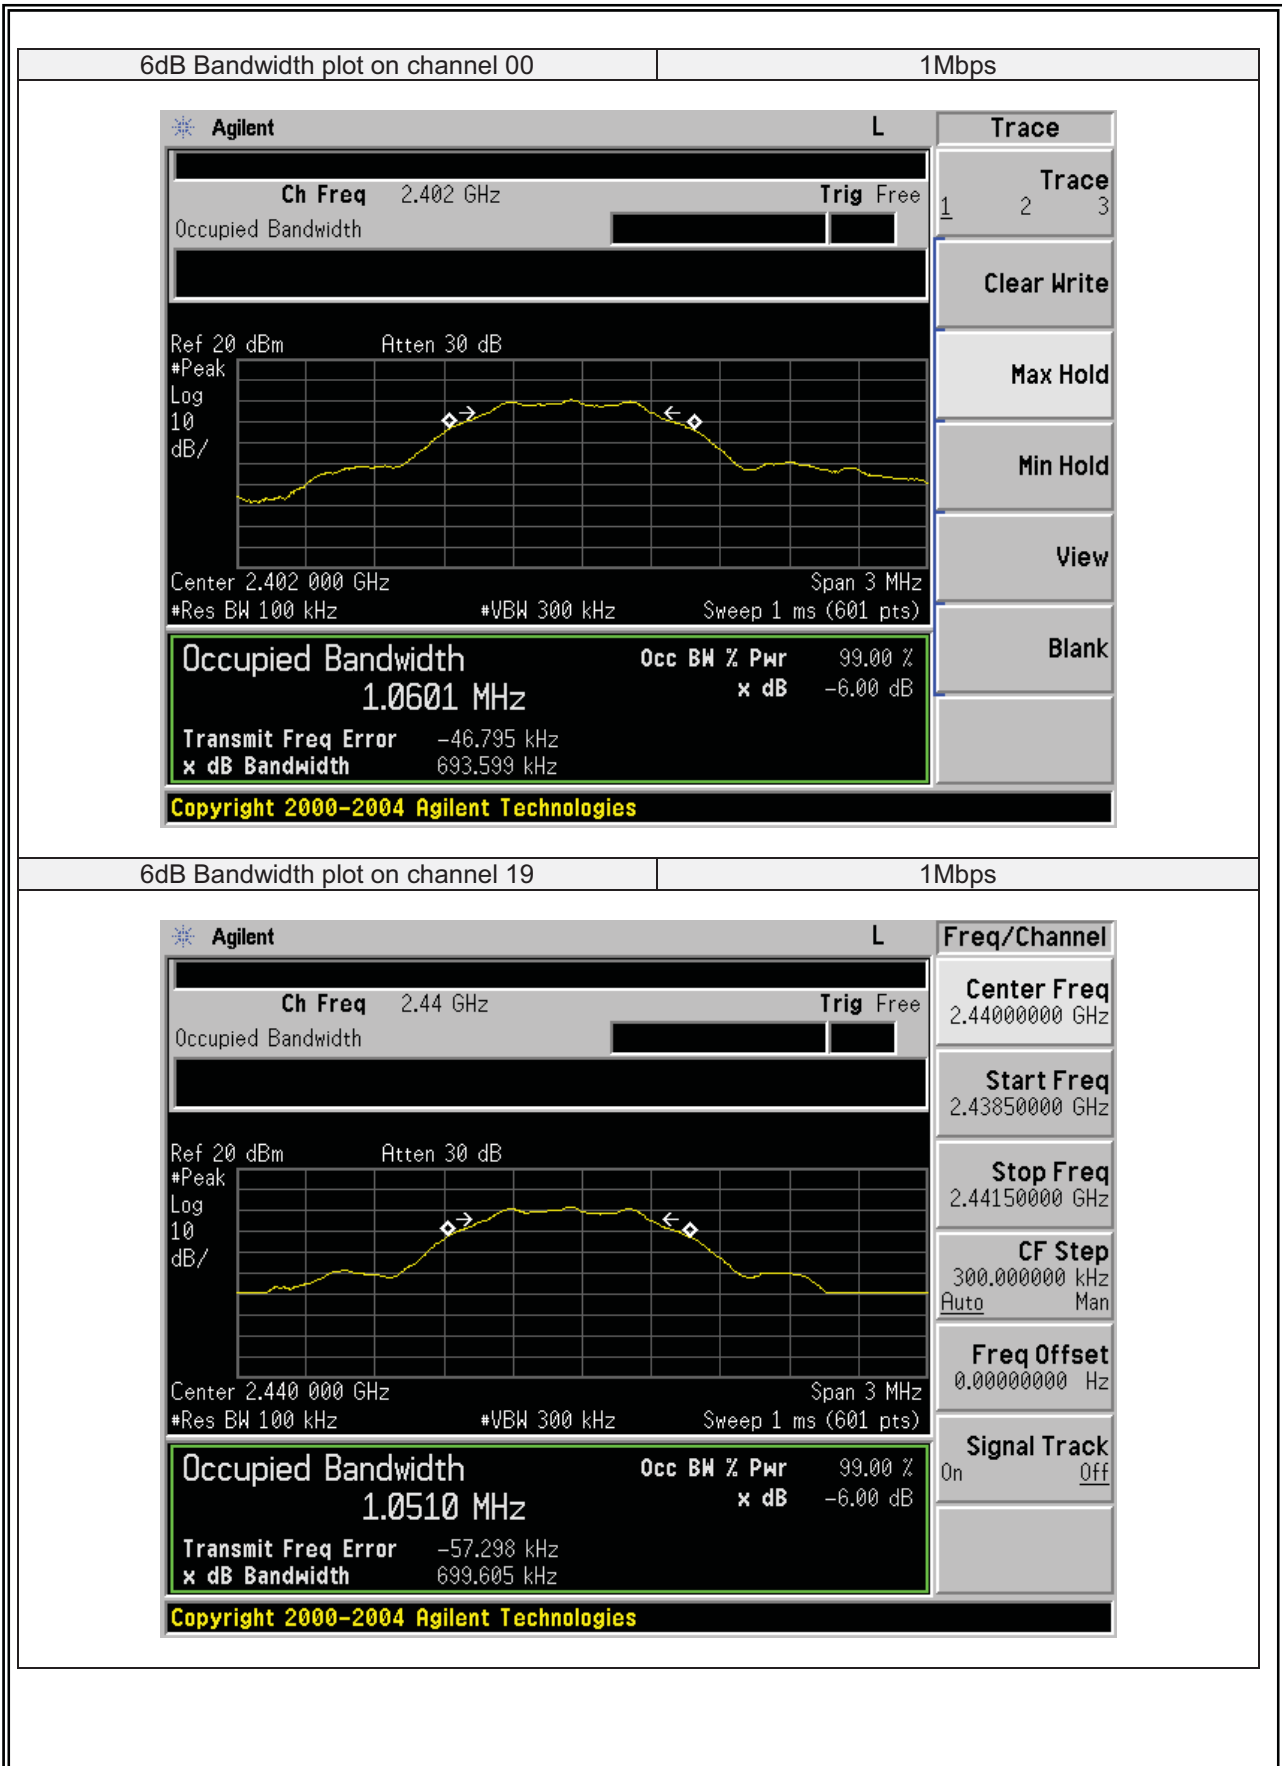 6dB Bandwidth plot on channel 00 1Mbps
Agilent L Trace
Ch Freq 2.402 GHz Trig Free
Occupied Bandwidth
Trace
1 2 3
Clear Write
Max Hold
Min Hold
View
Blank
Ref 20 dBm Atten 30 dB
#Peak
Log
10
dB/
Center 2.402 000 GHz Span 3 MHz
#Res BW 100 kHz #VBW 300 kHz Sweep 1 ms (601 pts)
Occupied Bandwidth Occ BW % Pwr 99.00 %
1.0601 MHz x dB -6.00 dB
Transmit Freq Error -46.795 kHz
x dB Bandwidth 693.599 kHz
Copyright 2000-2004 Agilent Technologies
6dB Bandwidth plot on channel 19 1Mbps
Agilent L Freq/Channel
Ch Freq 2.44 GHz Trig Free
Occupied Bandwidth
Center Freq
2.44000000 GHz
Start Freq
2.43850000 GHz
Stop Freq
2.44150000 GHz
CF Step
300.000000 kHz
Auto Man
Freq Offset
0.00000000 Hz
Signal Track
On Off
Ref 20 dBm Atten 30 dB
#Peak
Log
10
dB/
Center 2.440 000 GHz Span 3 MHz
#Res BW 100 kHz #VBW 300 kHz Sweep 1 ms (601 pts)
Occupied Bandwidth Occ BW % Pwr 99.00 %
1.0510 MHz x dB -6.00 dB
Transmit Freq Error -57.298 kHz
x dB Bandwidth 699.605 kHz
Copyright 2000-2004 Agilent Technologies